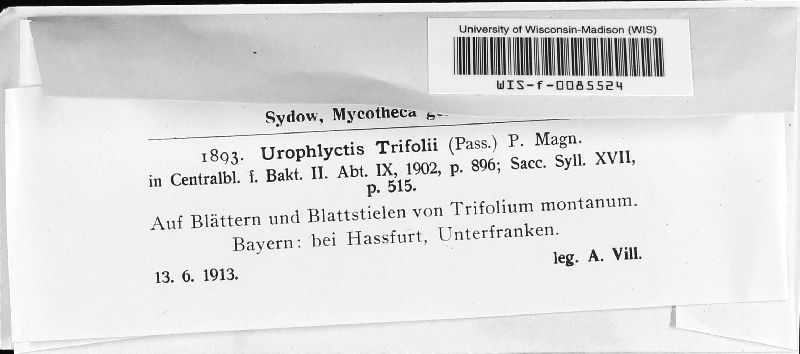 University of Wisconsin-Madison (WIS)
WIS-f-0085524
Sydow, Mycotheca
1893. Urophlyctis Trifolii (Pass.) P. Magn.
in Centralbl. f. Bakt. II. Abt. IX, 1902, p. 896; Sacc. Syll. XVII,
p. 515.
Auf Blättern und Blattstielen von Trifolium montanum.
Bayern: bei Hassfurt, Unterfranken.
13. 6. 1913.
leg. A. Vill.